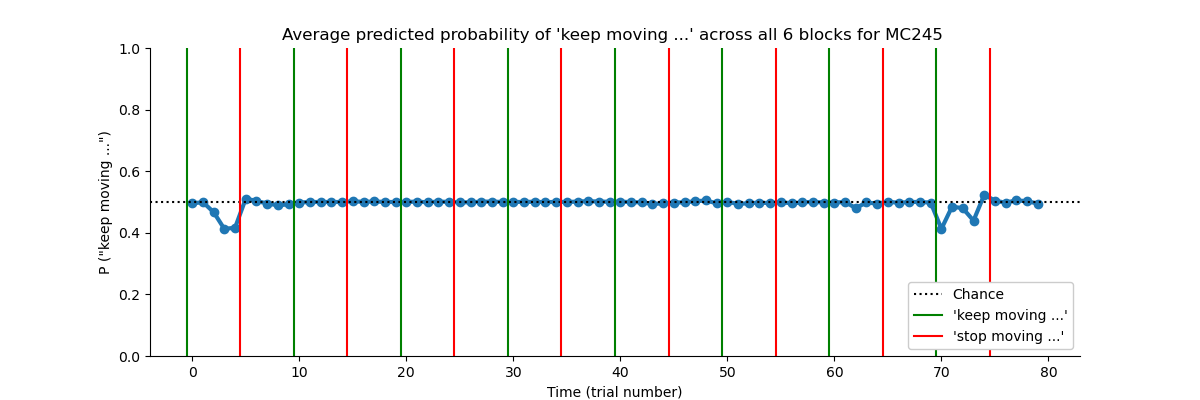 Average predicted probability of 'keep moving ...' across all 6 blocks for MC245
P ("keep moving ...")
1.0
0.8
0.6
0.4
0.2
0.0
0 10 20 30 40 50 60 70 80
Time (trial number)
Chance
'keep moving ...'
'stop moving ...'